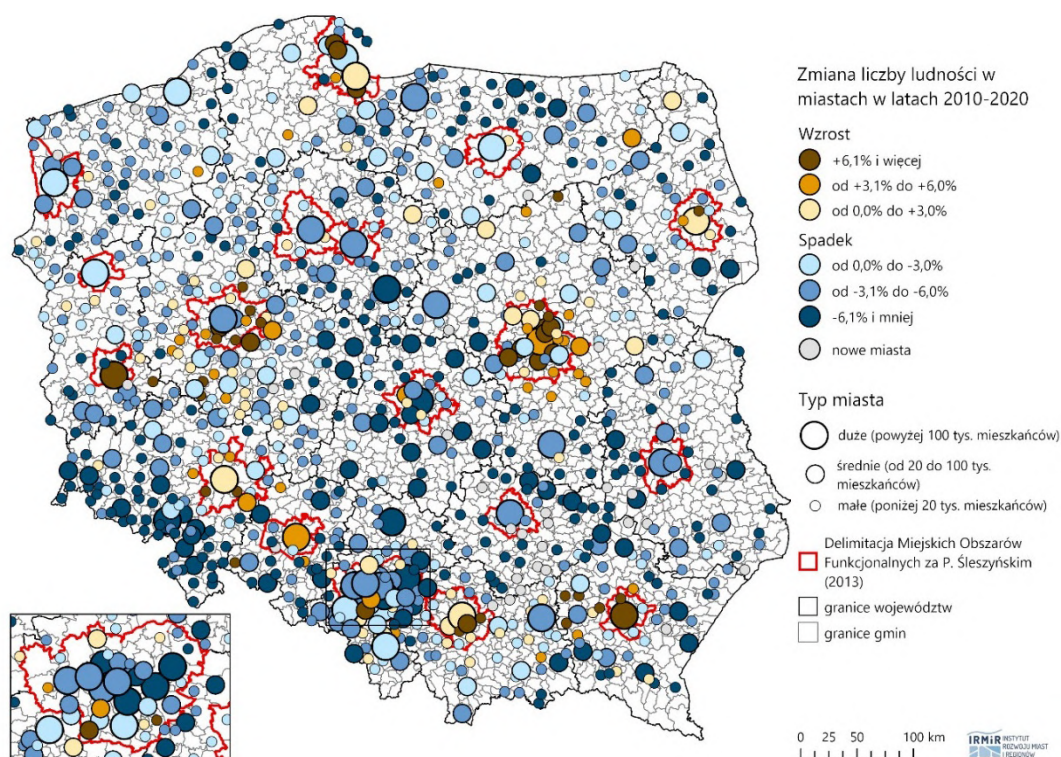 Zmiana liczby ludności w
miastach w latach 2010-2020
Wzrost
+6,1% i więcej
od +3,1% do +6,0%
od 0,0% do +3,0%
Spadek
od 0,0% do -3,0%
od -3,1% do -6,0%
-6,1% i mniej
nowe miasta
Typ miasta
duże (powyżej 100 tys. mieszkańców)
średnie (od 20 do 100 tys.
mieszkańców)
małe (poniżej 20 tys. mieszkańców)
Delimitacja Miejskich Obszarów
Funkcjonalnych za P. Śleszyńskim
(2013)
granice województw
granice gmin
0 25 50 100 km
IRMiR INSTYTUT
ROZWOJU MIAST
I REGIONÓW